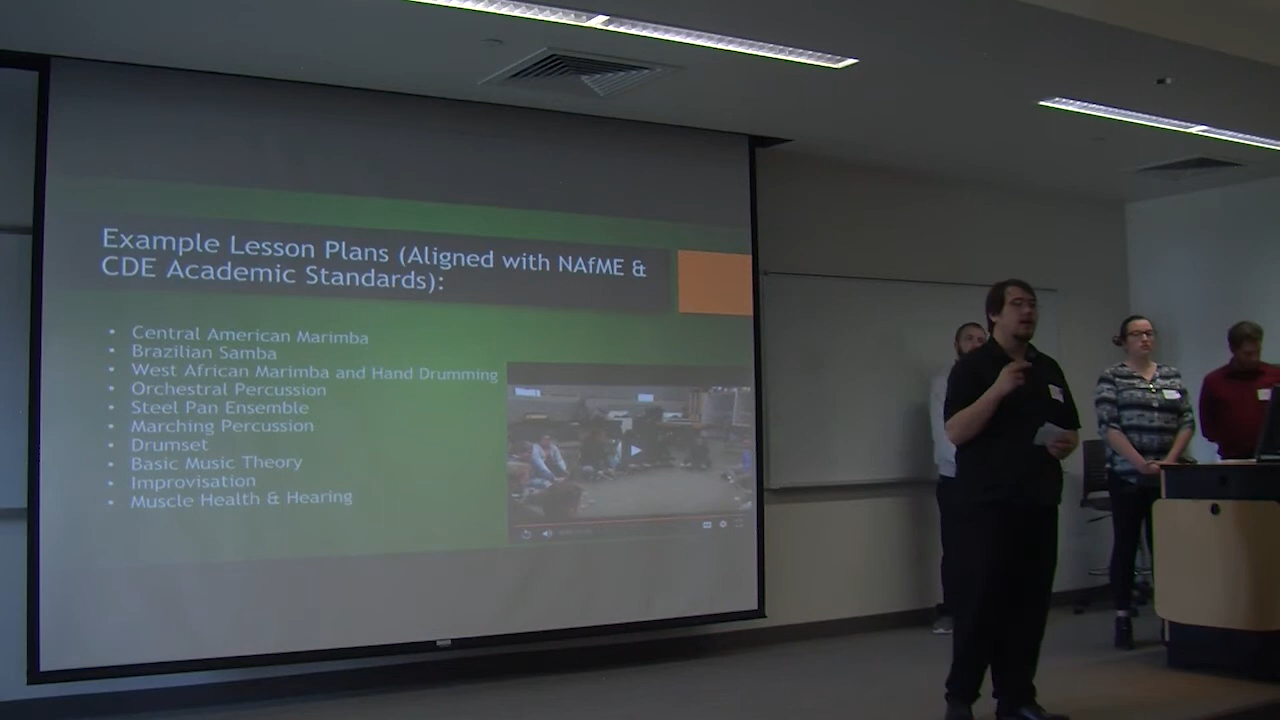 Example Lesson Plans (Aligned with NAfME &
CDE Academic Standards):
• Central American Marimba
• Brazilian Samba
• West African Marimba and Hand Drumming
• Orchestral Percussion
• Steel Pan Ensemble
• Marching Percussion
• Drumset
• Basic Music Theory
• Improvisation
• Muscle Health & Hearing